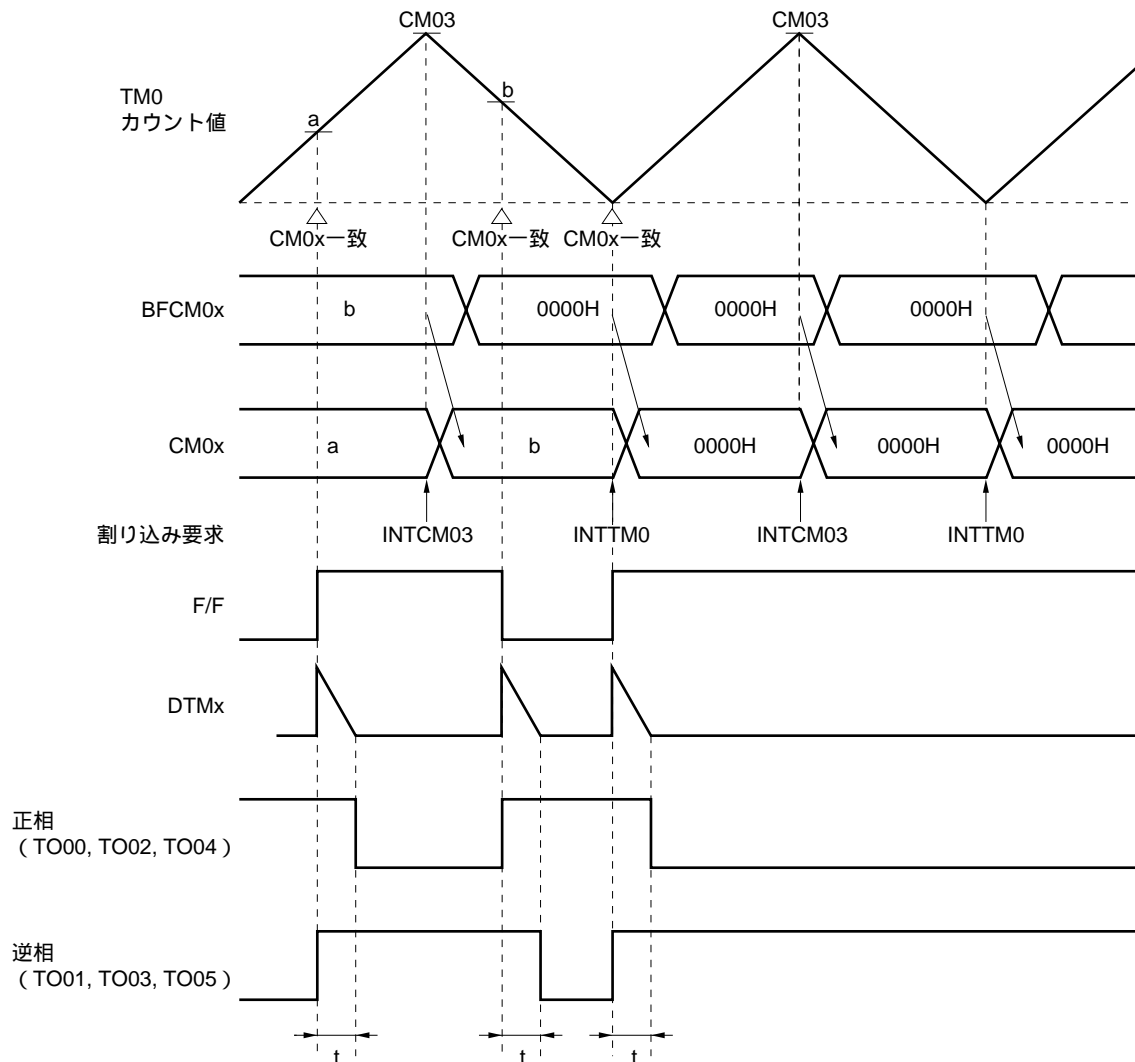 CM03 CM03
TM0
カウント値
a
b
CM0x一致 CM0x一致 CM0x一致
BFCM0x b 0000H 0000H 0000H
CM0x a b 0000H 0000H 0000H
割り込み要求 INTCM03 INTTM0 INTCM03 INTTM0
F/F
DTMx
正相
（TO00, TO02, TO04）
逆相
（TO01, TO03, TO05）
t t t